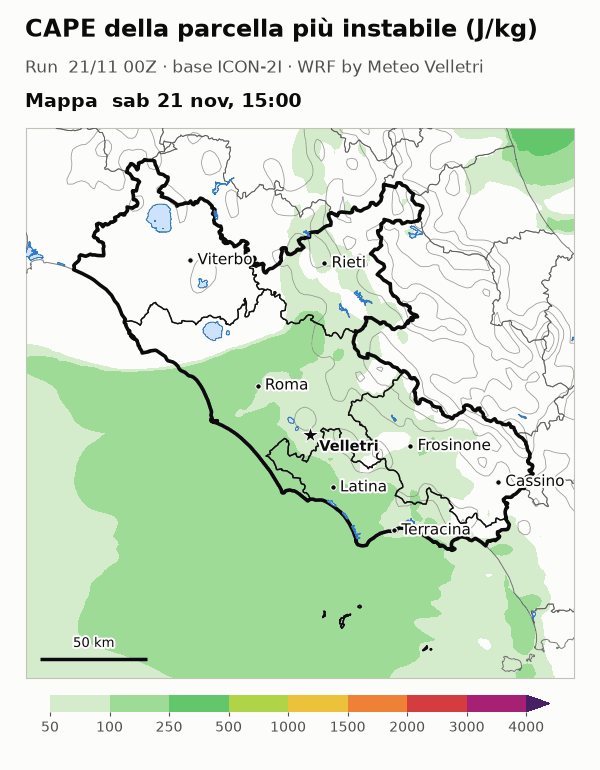 CAPE della parcella più instabile (J/kg)
Run  21/11 00Z · base ICON-2I · WRF by Meteo Velletri
Mappa  sab 21 nov, 15:00
Viterbo
Rieti
Roma
Velletri
Frosinone
Cassino
Latina
Terracina
50 km
50 100 250 500 1000 1500 2000 3000 4000